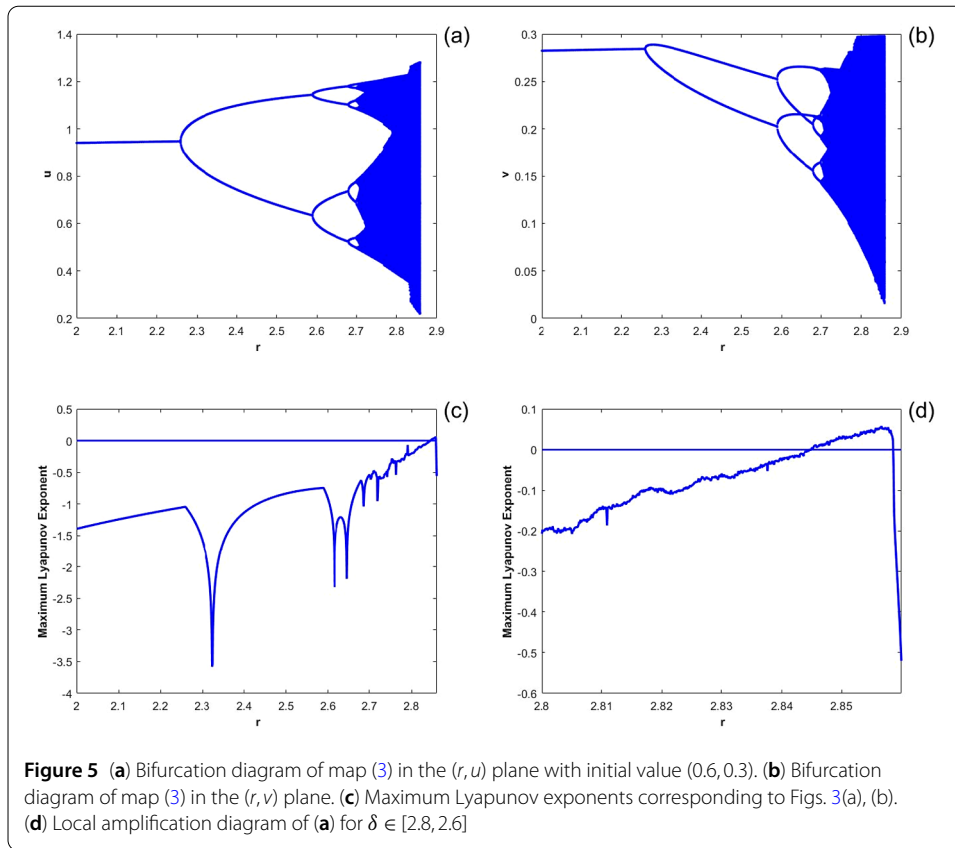 (a)
1.4
1.2
1
0.8
0.6
0.4
0.2
u
2 2.1 2.2 2.3 2.4 2.5 2.6 2.7 2.8 2.9
r
(b)
0.3
0.25
0.2
0.15
0.1
0.05
0
v
2 2.1 2.2 2.3 2.4 2.5 2.6 2.7 2.8 2.9
r
(c)
0.5
0
-0.5
-1
-1.5
-2
-2.5
-3
-3.5
-4
Maximum Lyapunov Exponent
2 2.1 2.2 2.3 2.4 2.5 2.6 2.7 2.8
r
(d)
0.1
0
-0.1
-0.2
-0.3
-0.4
-0.5
-0.6
Maximum Lyapunov Exponent
2.8 2.81 2.82 2.83 2.84 2.85
r
Figure 5 (a) Bifurcation diagram of map (3) in the (r, u) plane with initial value (0.6, 0.3). (b) Bifurcation
diagram of map (3) in the (r, v) plane. (c) Maximum Lyapunov exponents corresponding to Figs. 3(a), (b).
(d) Local amplification diagram of (a) for δ ∈ [2.8, 2.6]